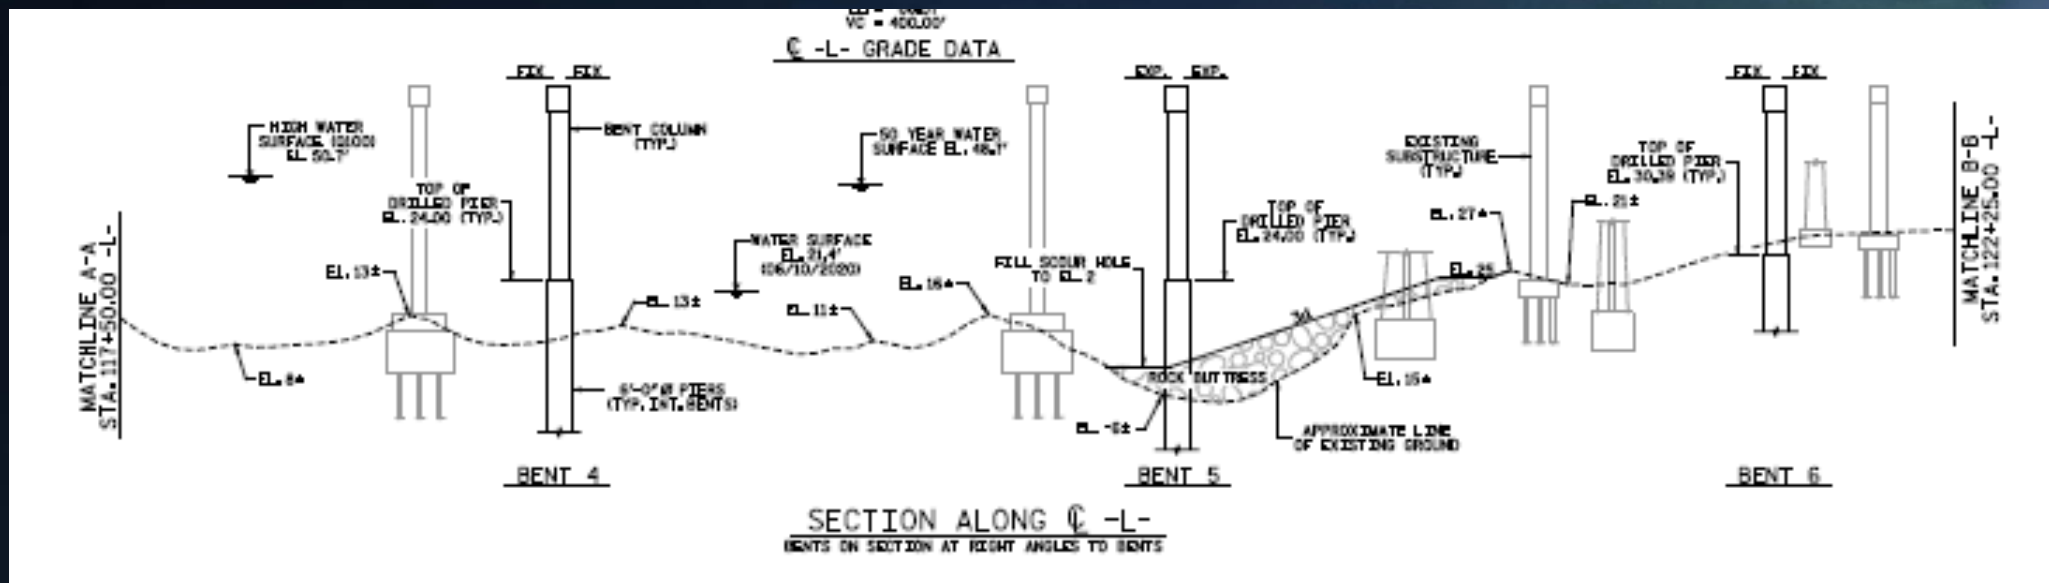 VC = 400.00'
℄ -L- GRADE DATA
FIX FIX
EXP. EXP.
FIX FIX
HIGH WATER
SURFACE (Q100)
EL. 50.7'
BENT COLUMN
(TYP.)
50 YEAR WATER
SURFACE EL. 48.1'
EXISTING
SUBSTRUCTURE
(TYP.)
TOP OF
DRILLED PIER
EL. 30.39 (TYP.)
TOP OF
DRILLED PIER
EL. 24.00 (TYP.)
TOP OF
DRILLED PIER
EL. 24.00 (TYP.)
EL. 27±
EL. 21±
WATER SURFACE
EL. 21.4'
(06/10/2020)
FILL SCOUR HOLE
TO EL. 2
EL. 25
EL. 13±
EL. 16±
EL. 13±
EL. 11±
MATCHLINE A-A
STA. 117+50.00 -L-
MATCHLINE B-B
STA. 122+25.00 -L-
EL. 8±
ROCK BUTTRESS
EL. 15±
6'-0" Ø PIERS
(TYP. INT. BENTS)
APPROXIMATE LINE
OF EXISTING GROUND
BENT 4
BENT 5
BENT 6
SECTION ALONG ℄ -L-
BENTS ON SECTION AT RIGHT ANGLES TO BENTS